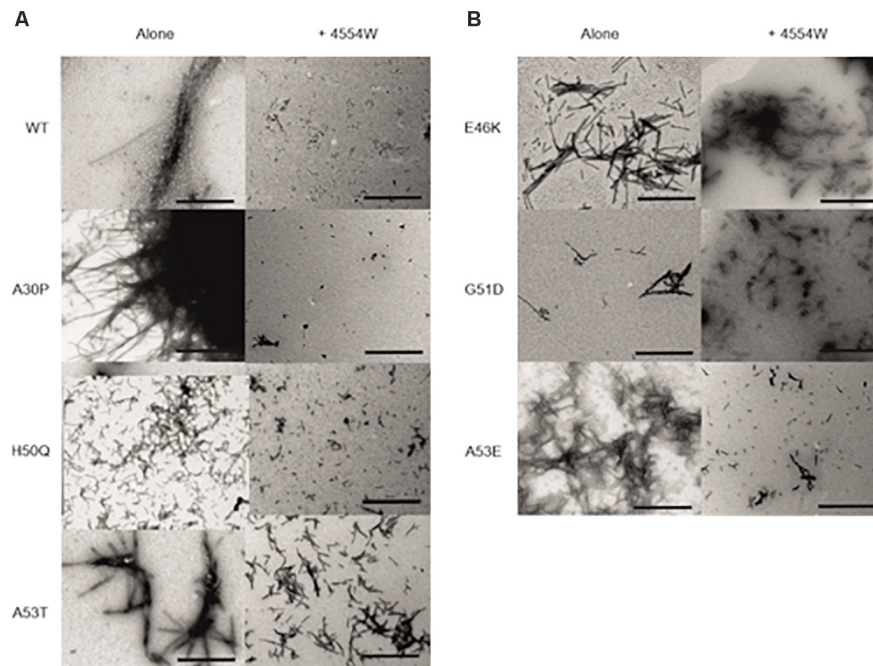 A
B
Alone + 4554W
Alone + 4554W
WT
E46K
A30P
G51D
H50Q
A53E
A53T